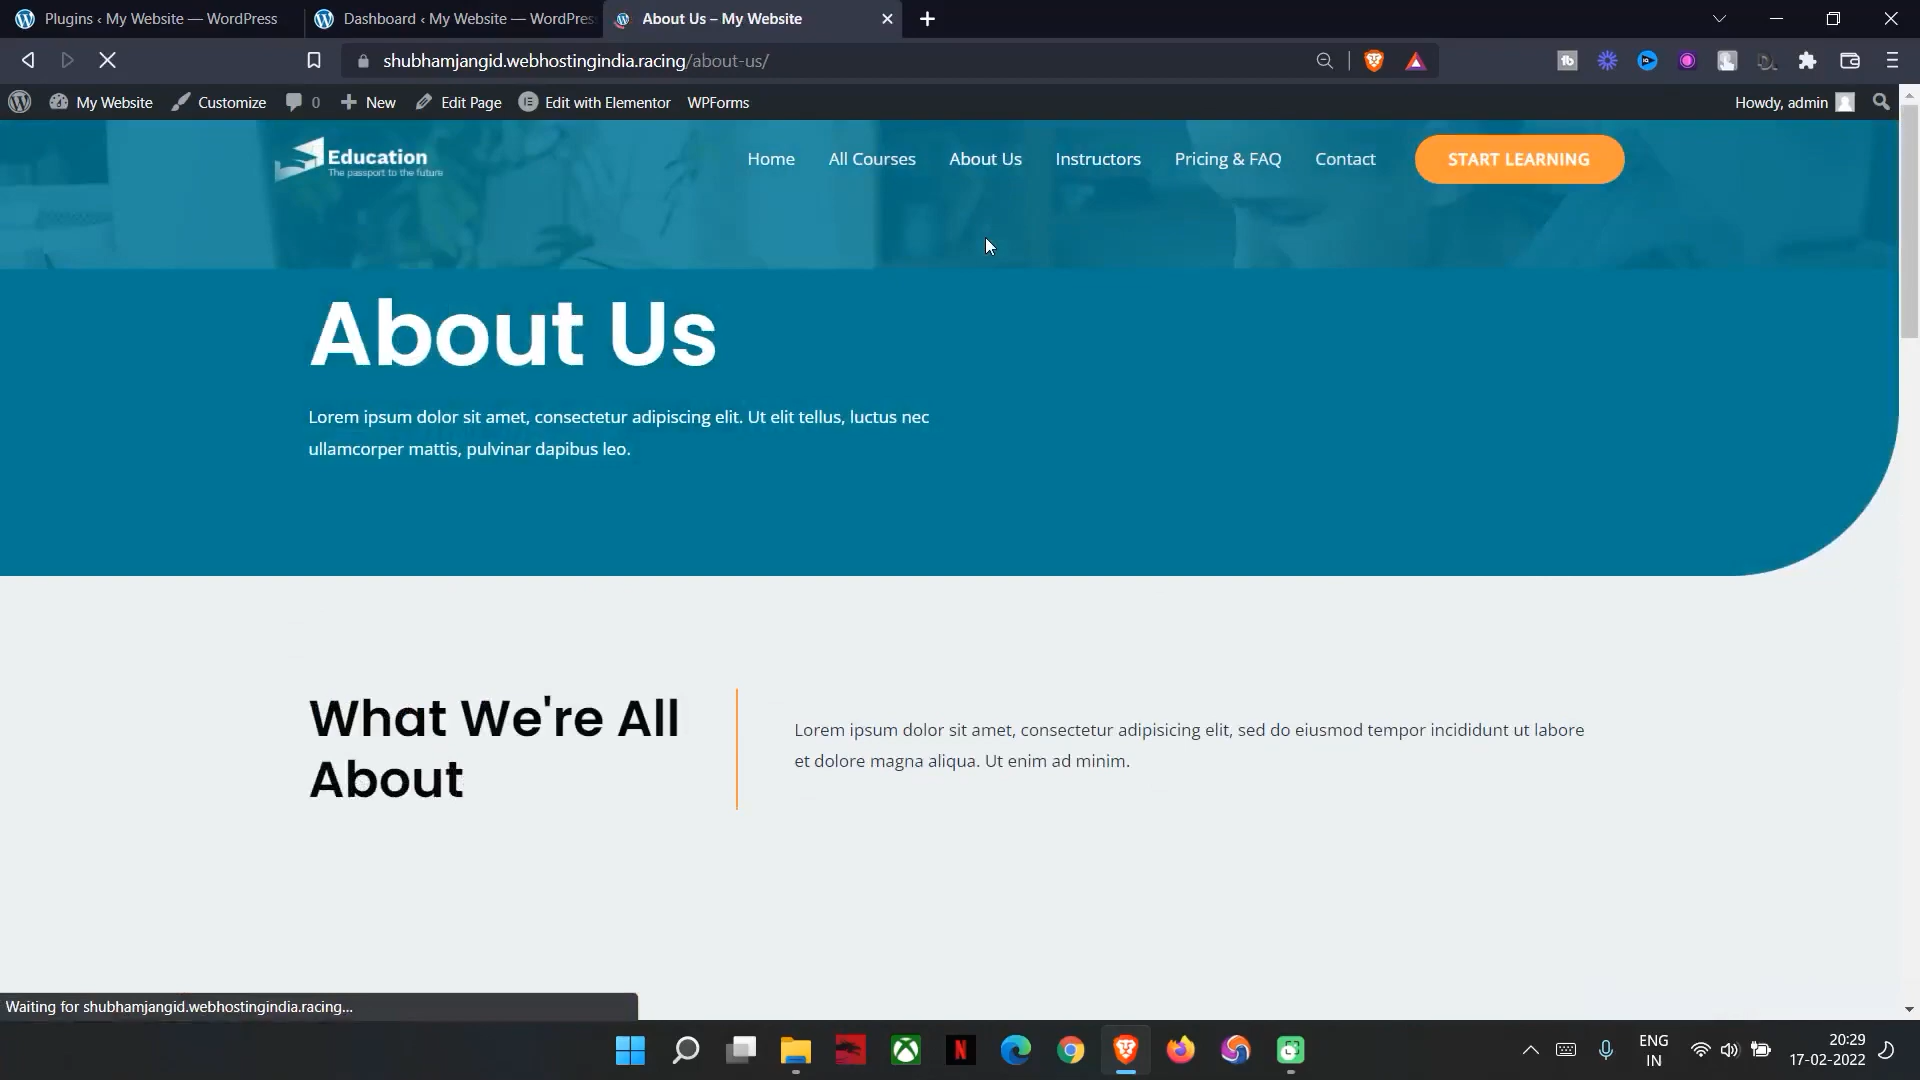 Plugins ‹ My Website — WordPress
Dashboard ‹ My Website — WordPres
About Us – My Website
shubhamjangid.webhostingindia.racing/about-us/
My Website
Customize
0
New
Edit Page
Edit with Elementor
WPForms
Howdy, admin
Education
The passport to the future
Home
All Courses
About Us
Instructors
Pricing & FAQ
Contact
START LEARNING
About Us
Lorem ipsum dolor sit amet, consectetur adipiscing elit. Ut elit tellus, luctus nec
ullamcorper mattis, pulvinar dapibus leo.
What We're All
About
Lorem ipsum dolor sit amet, consectetur adipisicing elit, sed do eiusmod tempor incididunt ut labore
et dolore magna aliqua. Ut enim ad minim.
Waiting for shubhamjangid.webhostingindia.racing...
ENG
IN
20:29
17-02-2022